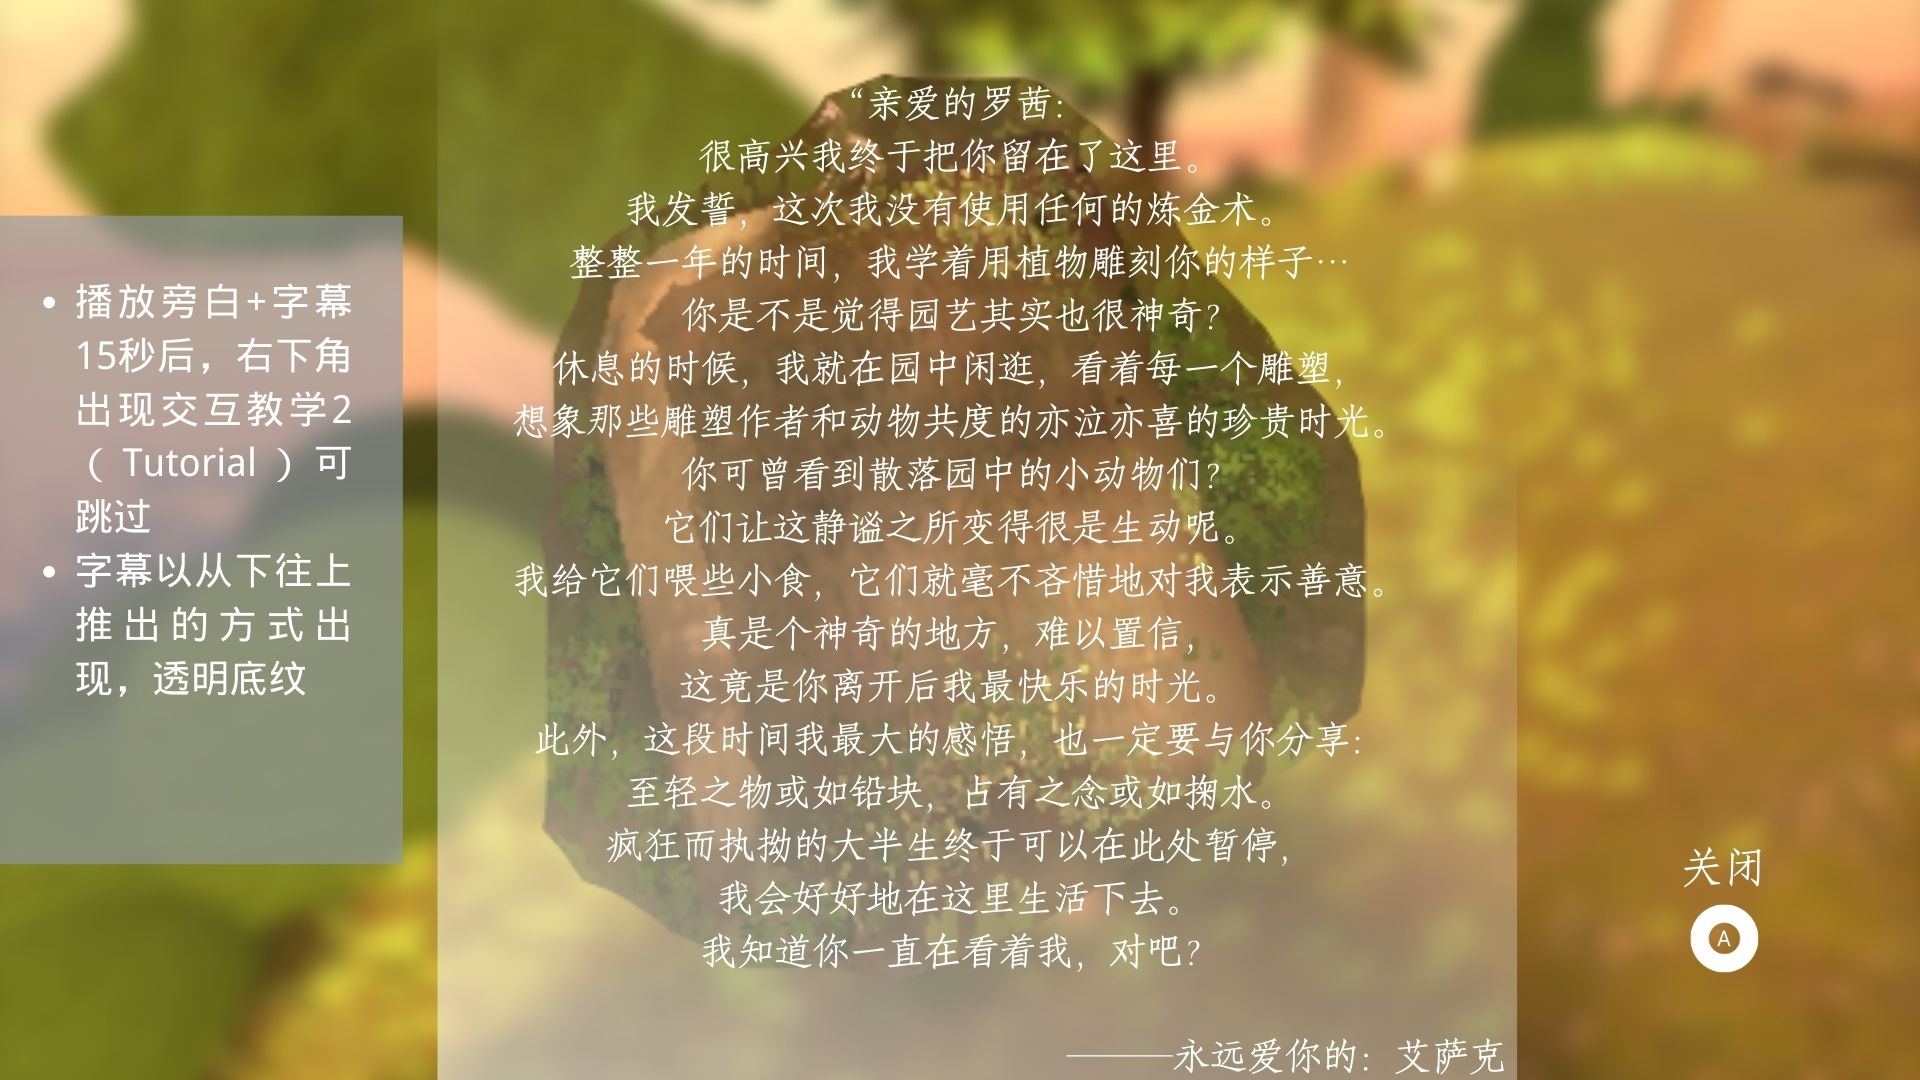 • 播放旁白+字幕
15秒后，右下角
出现交互教学2
（Tutorial）可
跳过
• 字幕以从下往上
推出的方式出
现，透明底纹
“亲爱的罗茜：
很高兴我终于把你留在了这里。
我发誓，这次我没有使用任何的炼金术。
整整一年的时间，我学着用植物雕刻你的样子…
你是不是觉得园艺其实也很神奇？
休息的时候，我就在园中闲逛，看着每一个雕塑，
想象那些雕塑作者和动物共度的亦泣亦喜的珍贵时光。
你可曾看到散落园中的小动物们？
它们让这静谧之所变得很是生动呢。
我给它们喂些小食，它们就毫不吝惜地对我表示善意。
真是个神奇的地方，难以置信，
这竟是你离开后我最快乐的时光。
此外，这段时间我最大的感悟，也一定要与你分享：
至轻之物或如铅块，占有之念或如掬水。
疯狂而执拗的大半生终于可以在此处暂停，
我会好好地在这里生活下去。
我知道你一直在看着我，对吧？
———永远爱你的：艾萨克
关闭
A